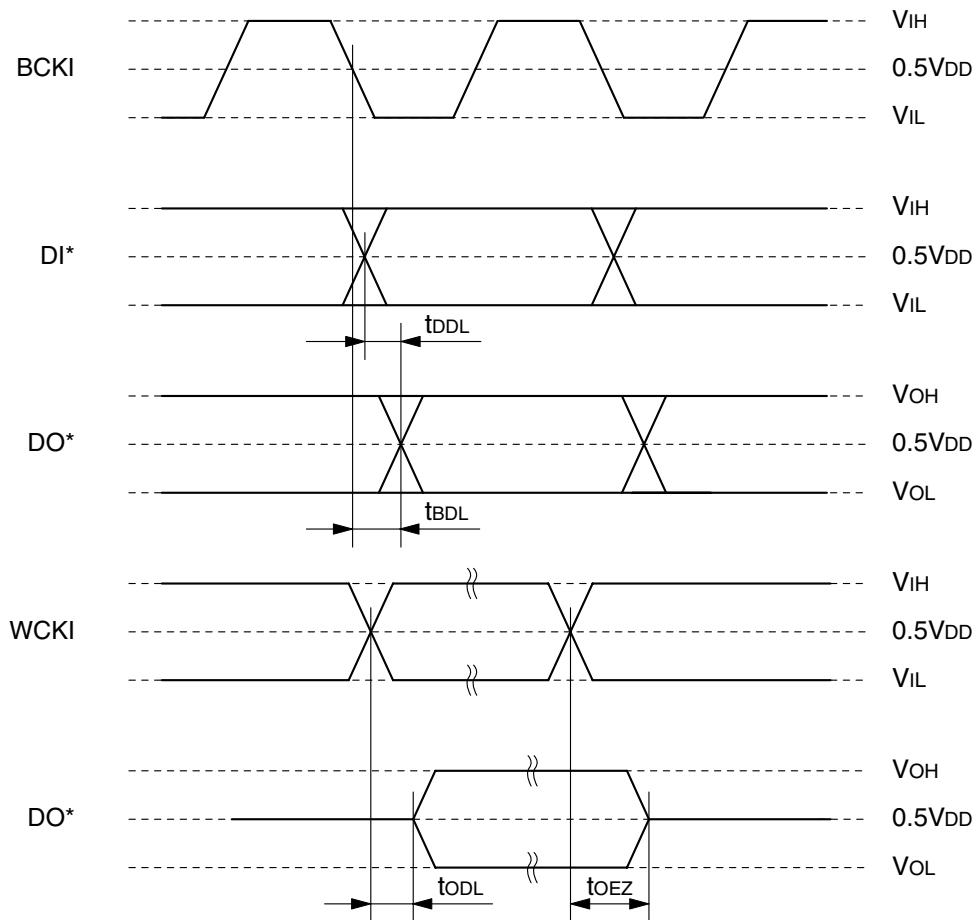 VIH
BCKI
0.5VDD
VIL
VIH
DI*
0.5VDD
VIL
tDDL
VOH
DO*
0.5VDD
VOL
tBDL
VIH
WCKI
0.5VDD
VIL
VOH
DO*
0.5VDD
VOL
tODL
tOEZ